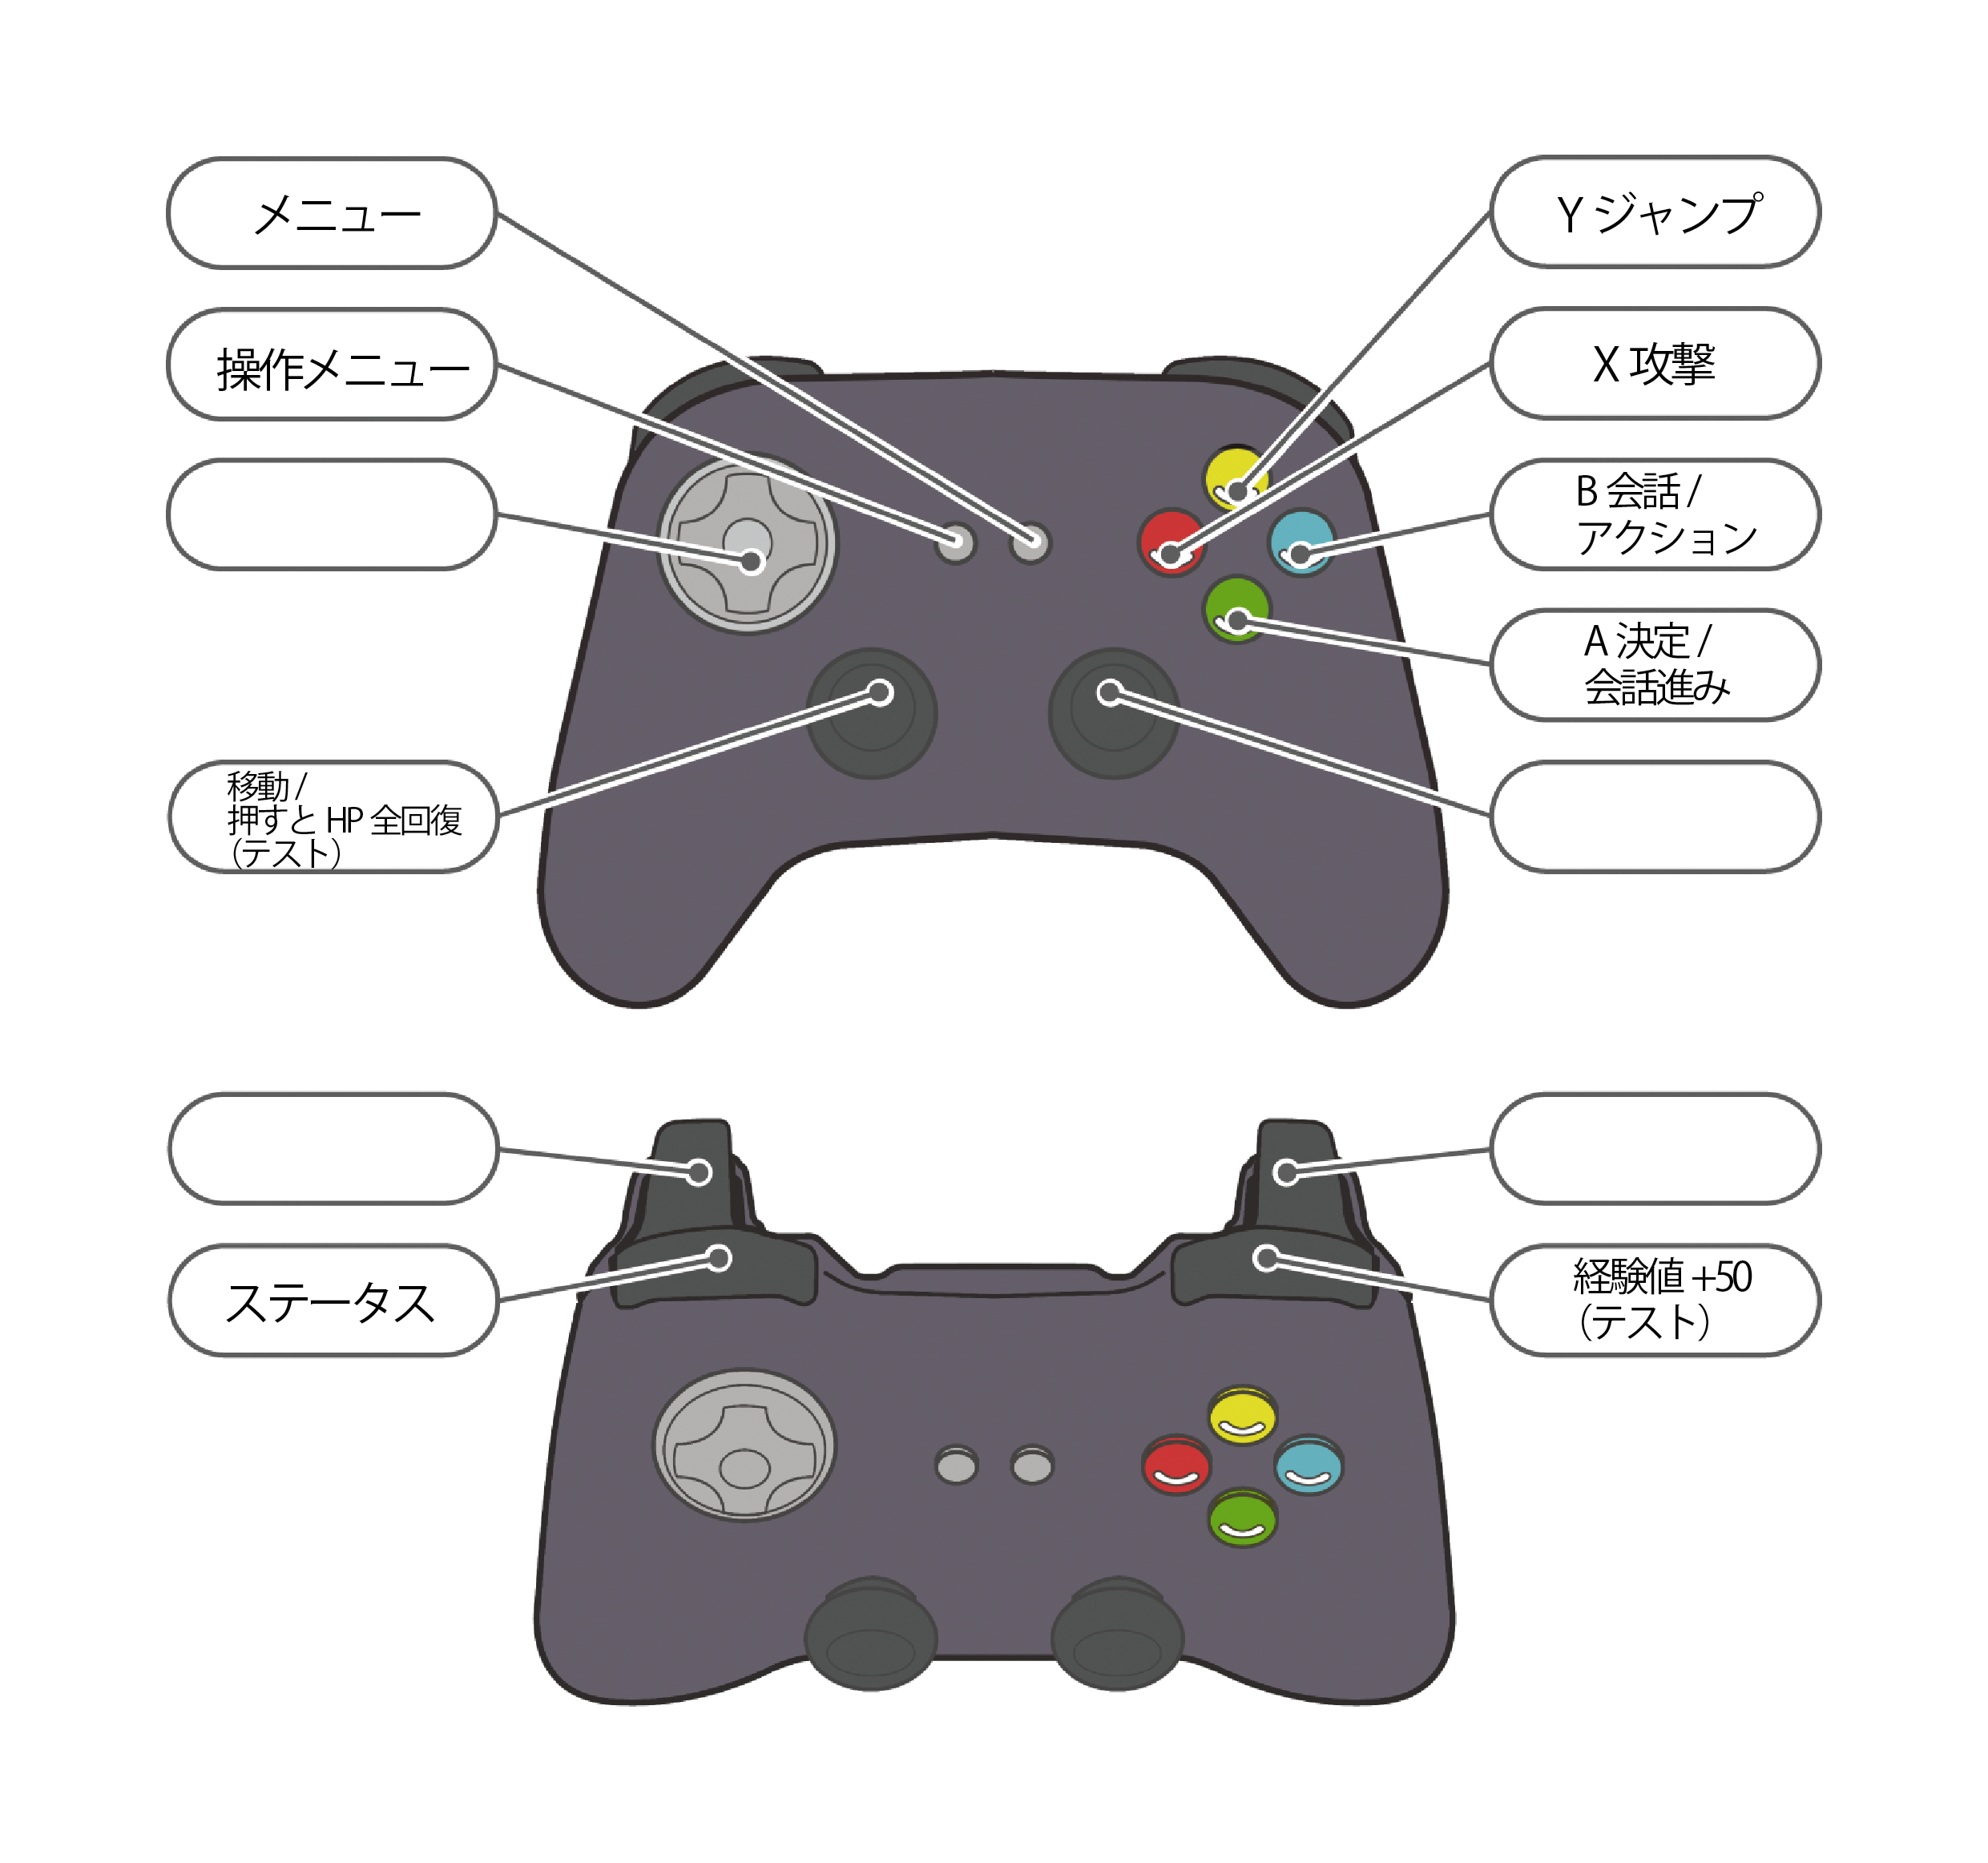 メニュー
操作メニュー
移動/
押すと HP 全回復
（テスト）
Y ジャンプ
X 攻撃
B 会話/
アクション
A 決定/
会話進み
ステータス
経験値 +50
（テスト）